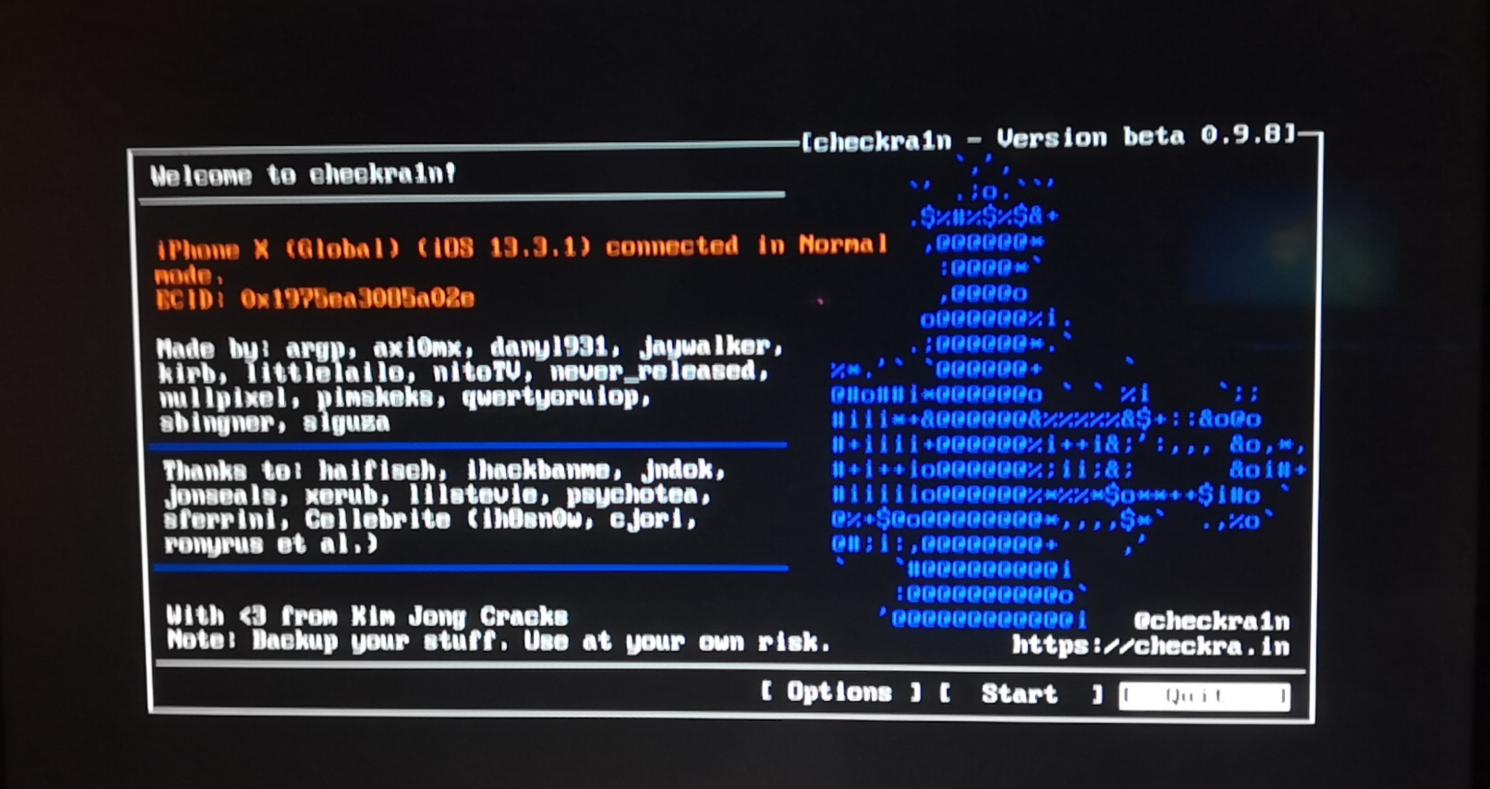 [checkra1n - Version beta 0.9.8]
Welcome to checkra1n!
iPhone X (Global) (iOS 13.3.1) connected in Normal
mode.
ECID: 0x1975ea3085a02e
Made by: argp, axi0mx, danyl931, jaywalker,
kirb, littlelailo, nitoTV, never_released,
nullpixel, pimskeks, qwertyoruiop,
sbingner, siguza
Thanks to: haifisch, ihackbanme, jndok,
jonseals, xerub, lilstevie, psychotea,
sferrini, Cellebrite (ih8sn0w, cjori,
ronyrus et al.)
With <3 from Kim Jong Cracks
Note: Backup your stuff. Use at your own risk.
@checkra1n
https://checkra.in
[ Options ] [ Start ] [ Quit ]